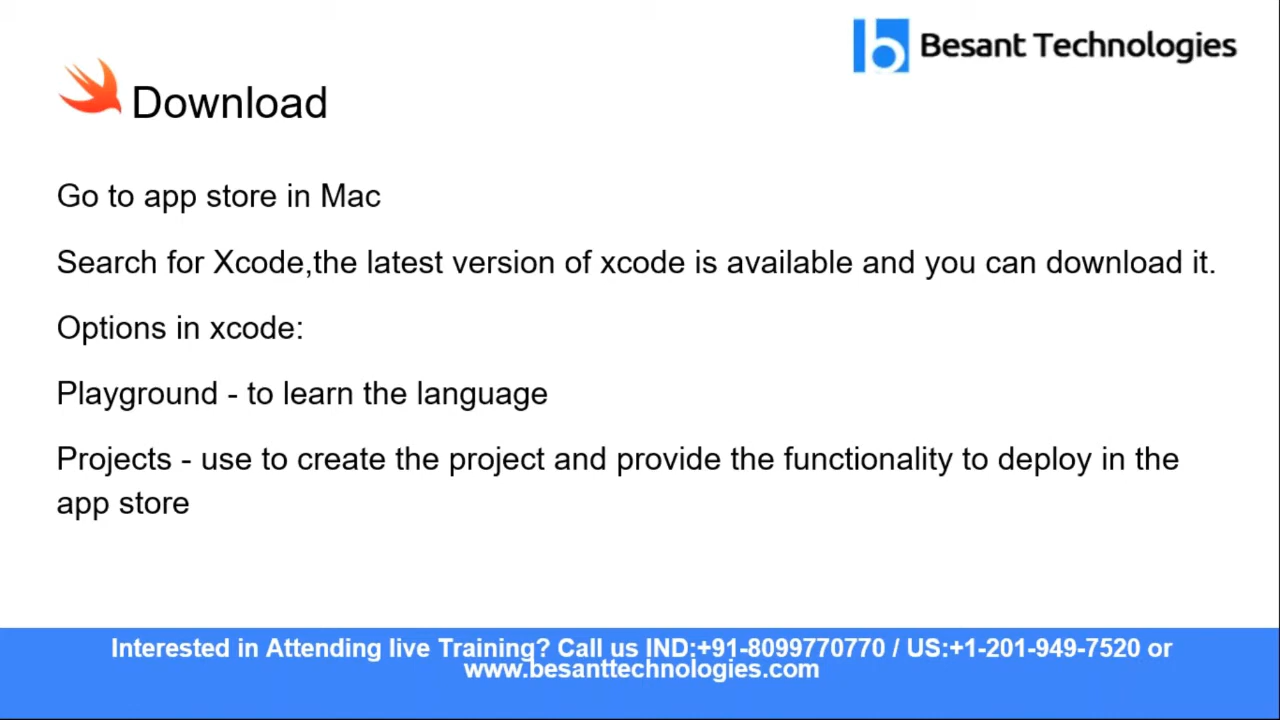 Besant Technologies
Download
Go to app store in Mac
Search for Xcode,the latest version of xcode is available and you can download it.
Options in xcode:
Playground - to learn the language
Projects - use to create the project and provide the functionality to deploy in the
app store
Interested in Attending live Training? Call us IND:+91-8099770770 / US:+1-201-949-7520 or
www.besanttechnologies.com